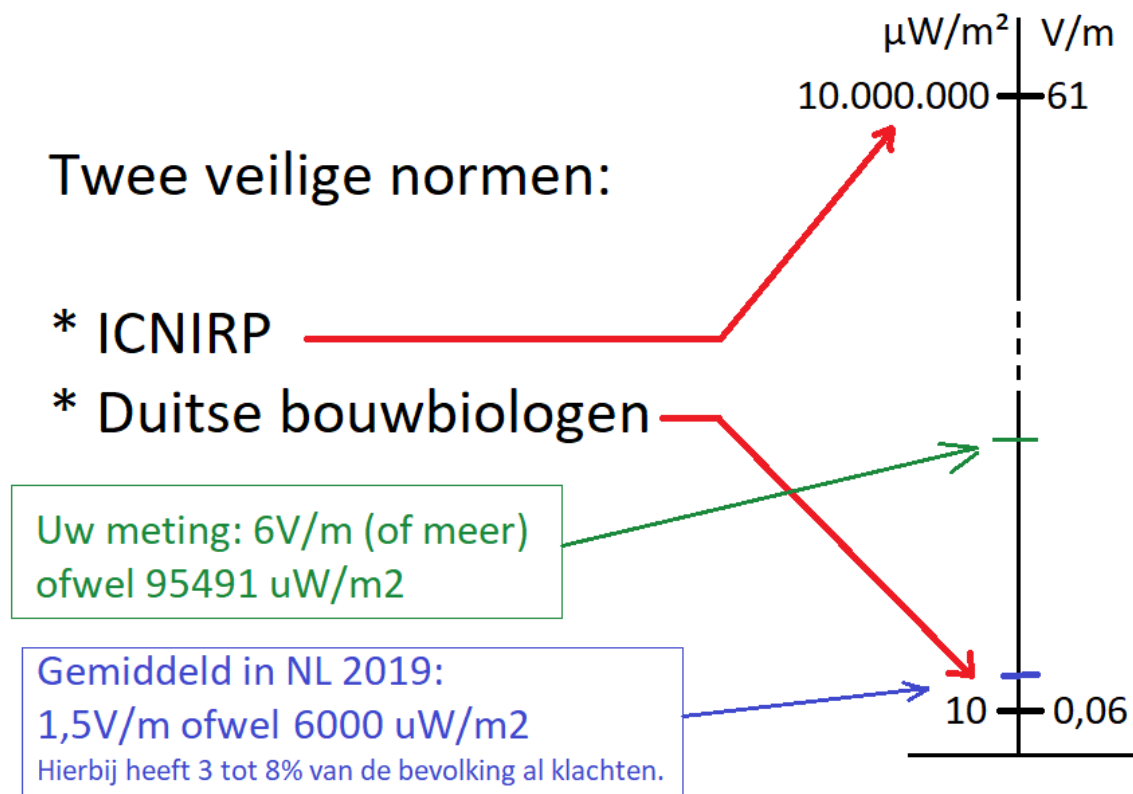 µW/m² V/m
10.000.000 61
Twee veilige normen:
* ICNIRP
* Duitse bouwbiologen
Uw meting: 6V/m (of meer)
ofwel 95491 uW/m2
Gemiddeld in NL 2019:
1,5V/m ofwel 6000 uW/m2
Hierbij heeft 3 tot 8% van de bevolking al klachten.
10 0,06